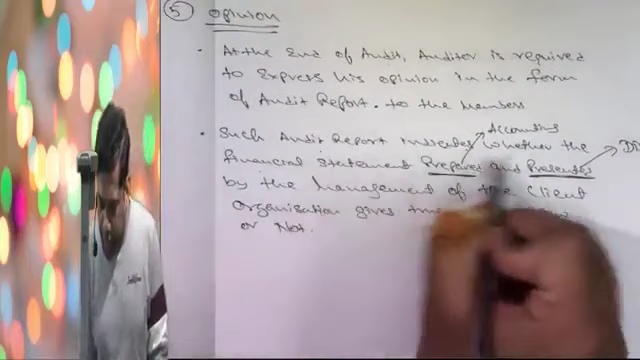 5 Opinion
• At the End of Audit, Auditor is required
to Express his opinion in the form
of Audit Report. to the Members
Accounting
• Such Audit Report indicates whether the
financial Statement Prepared and Presented
by the Management of the Client
Organisation gives
or Not.